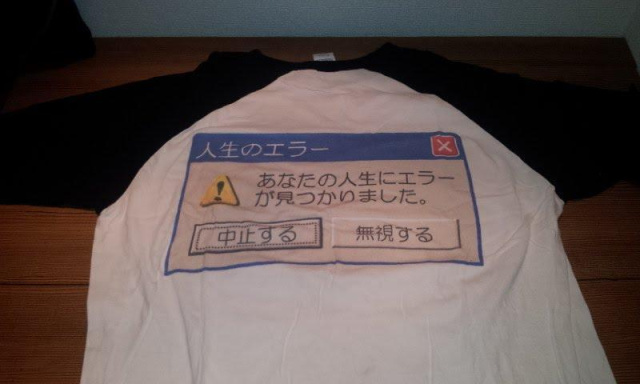 人生のエラー
あなたの人生にエラー
が見つかりました。
中止する
無視する